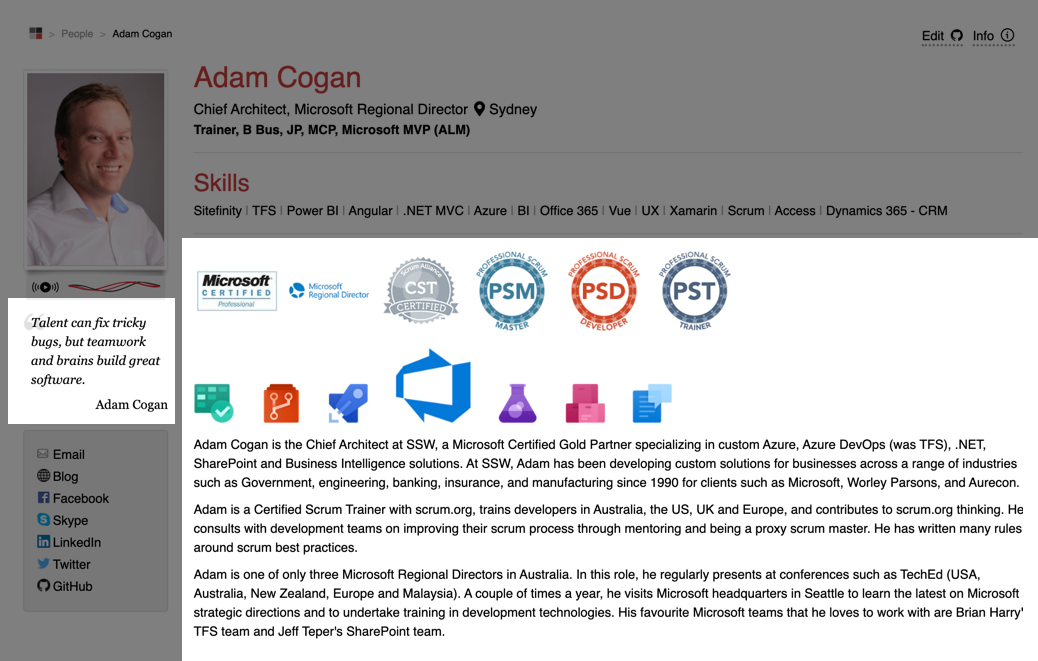 > People > Adam Cogan
Edit Info
Adam Cogan
Chief Architect, Microsoft Regional Director Sydney
Trainer, B Bus, JP, MCP, Microsoft MVP (ALM)
Skills
Sitefinity | TFS | Power BI | Angular | .NET MVC | Azure | BI | Office 365 | Vue | UX | Xamarin | Scrum | Access | Dynamics 365 - CRM
Talent can fix tricky
bugs, but teamwork
and brains build great
software.
Adam Cogan
Email
Blog
Facebook
Skype
LinkedIn
Twitter
GitHub
Microsoft
CERTIFIED
Professional
Microsoft
Regional Director
Scrum Alliance
CST
CERTIFIED
PROFESSIONAL SCRUM
PSM
MASTER
PROFESSIONAL SCRUM
PSD
DEVELOPER
PROFESSIONAL SCRUM
PST
TRAINER
Adam Cogan is the Chief Architect at SSW, a Microsoft Certified Gold Partner specializing in custom Azure, Azure DevOps (was TFS), .NET,
SharePoint and Business Intelligence solutions. At SSW, Adam has been developing custom solutions for businesses across a range of industries
such as Government, engineering, banking, insurance, and manufacturing since 1990 for clients such as Microsoft, Worley Parsons, and Aurecon.
Adam is a Certified Scrum Trainer with scrum.org, trains developers in Australia, the US, UK and Europe, and contributes to scrum.org thinking. He
consults with development teams on improving their scrum process through mentoring and being a proxy scrum master. He has written many rules
around scrum best practices.
Adam is one of only three Microsoft Regional Directors in Australia. In this role, he regularly presents at conferences such as TechEd (USA,
Australia, New Zealand, Europe and Malaysia). A couple of times a year, he visits Microsoft headquarters in Seattle to learn the latest on Microsoft
strategic directions and to undertake training in development technologies. His favourite Microsoft teams that he loves to work with are Brian Harry'
TFS team and Jeff Teper's SharePoint team.